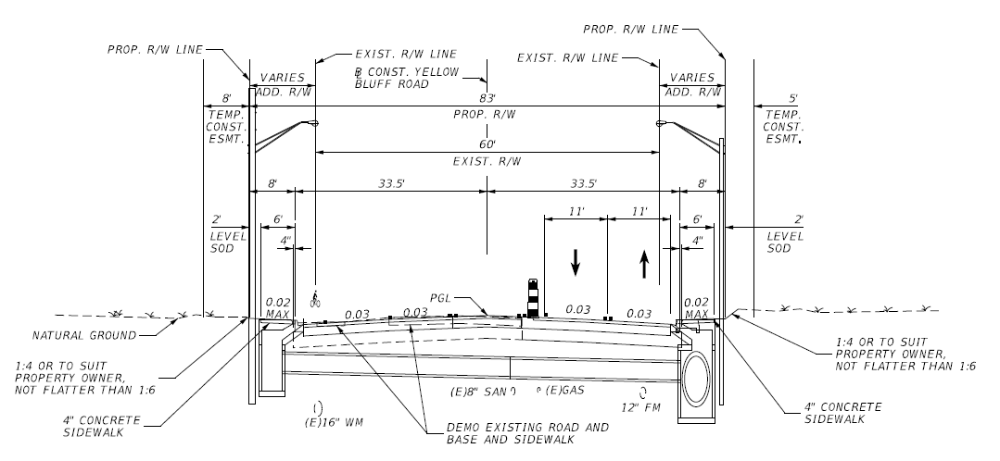 PROP. R/W LINE
PROP. R/W LINE
EXIST. R/W LINE
EXIST. R/W LINE
VARIES
ADD. R/W
℄ CONST. YELLOW
BLUFF ROAD
VARIES
ADD. R/W
8'
TEMP.
CONST.
ESMT.
83'
PROP. R/W
5'
TEMP.
CONST.
ESMT.
60'
EXIST. R/W
8'
33.5'
33.5'
8'
2'
LEVEL
SOD
6'
11'
11'
6'
2'
LEVEL
SOD
4"
4"
0.02
MAX
0.03
0.03
PGL
0.03
0.03
0.02
MAX
NATURAL GROUND
1:4 OR TO SUIT
PROPERTY OWNER,
NOT FLATTER THAN 1:6
1:4 OR TO SUIT
PROPERTY OWNER,
NOT FLATTER THAN 1:6
4" CONCRETE
SIDEWALK
(E)16" WM
(E)8" SAN
(E)GAS
12" FM
4" CONCRETE
SIDEWALK
DEMO EXISTING ROAD AND
BASE AND SIDEWALK